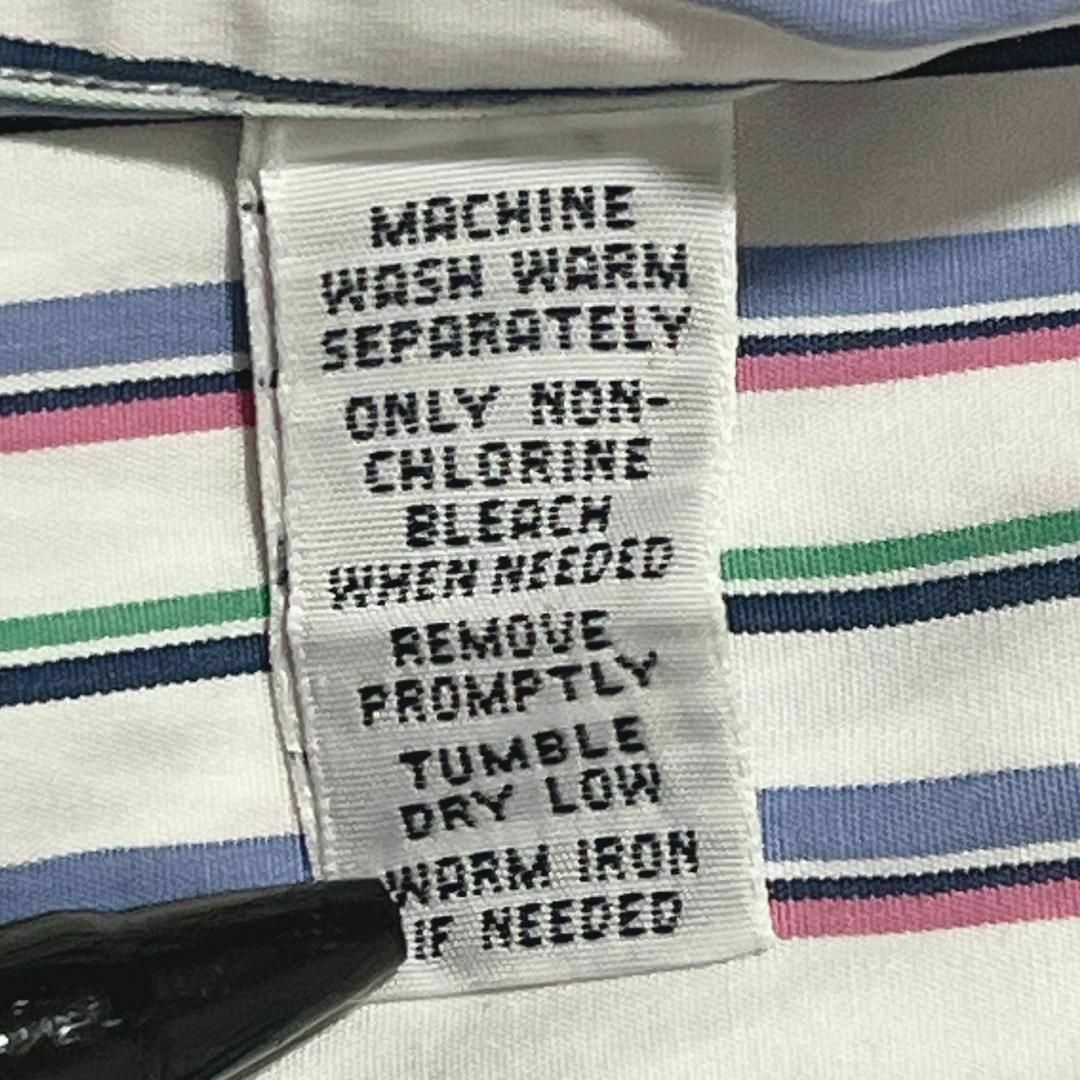 MACHINE
WASH WARM
SEPARATELY
ONLY NON-
CHLORINE
BLEACH
WHEN NEEDED
REMOVE
PROMPTLY
TUMBLE
DRY LOW
WARM IRON
IF NEEDED